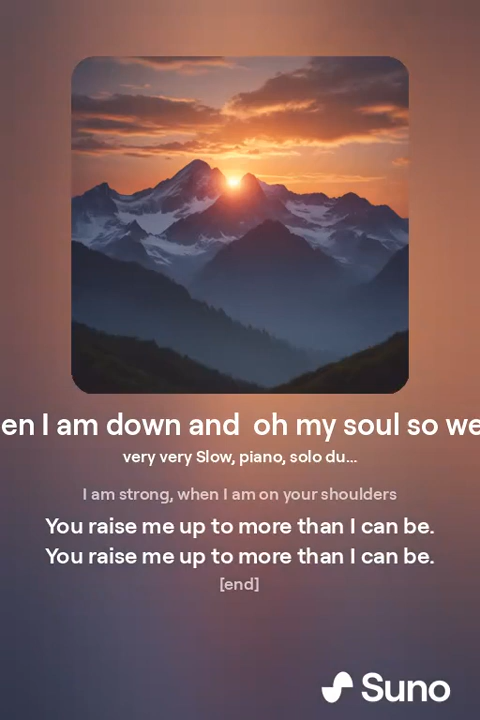 en I am down and  oh my soul so we
very very Slow, piano, solo du...
I am strong, when I am on your shoulders
You raise me up to more than I can be.
You raise me up to more than I can be.
[end]
Suno